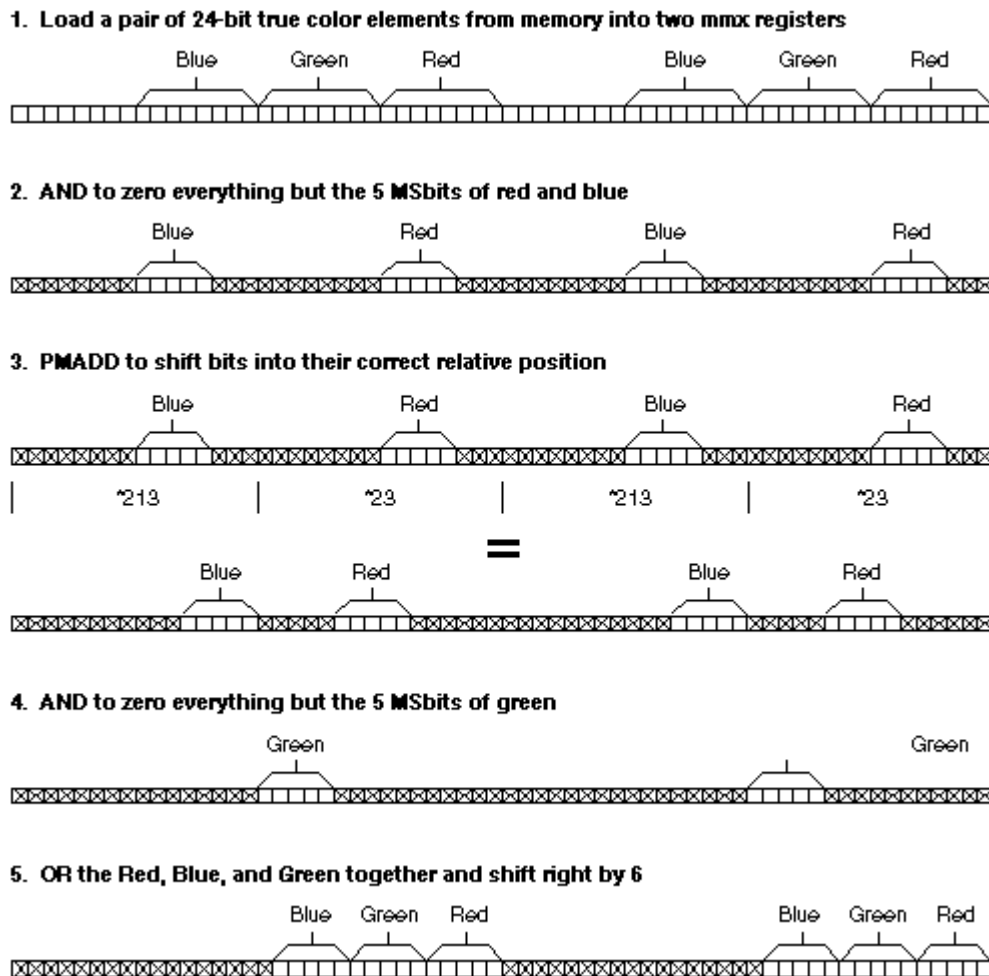 1. Load a pair of 24-bit true color elements from memory into two mmx registers
Blue Green Red Blue Green Red
2. AND to zero everything but the 5 MSbits of red and blue
Blue Red Blue Red
3. PMADD to shift bits into their correct relative position
Blue Red Blue Red
*213 *23 *213 *23
=
Blue Red Blue Red
4. AND to zero everything but the 5 MSbits of green
Green Green
5. OR the Red, Blue, and Green together and shift right by 6
Blue Green Red Blue Green Red